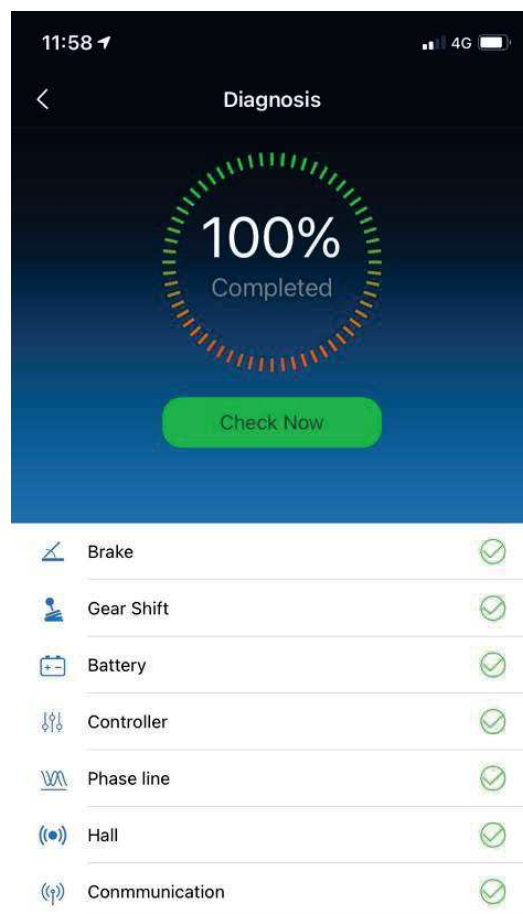 11:58
4G
Diagnosis
100%
Completed
Check Now
Brake
Gear Shift
Battery
Controller
Phase line
Hall
Conmmunication